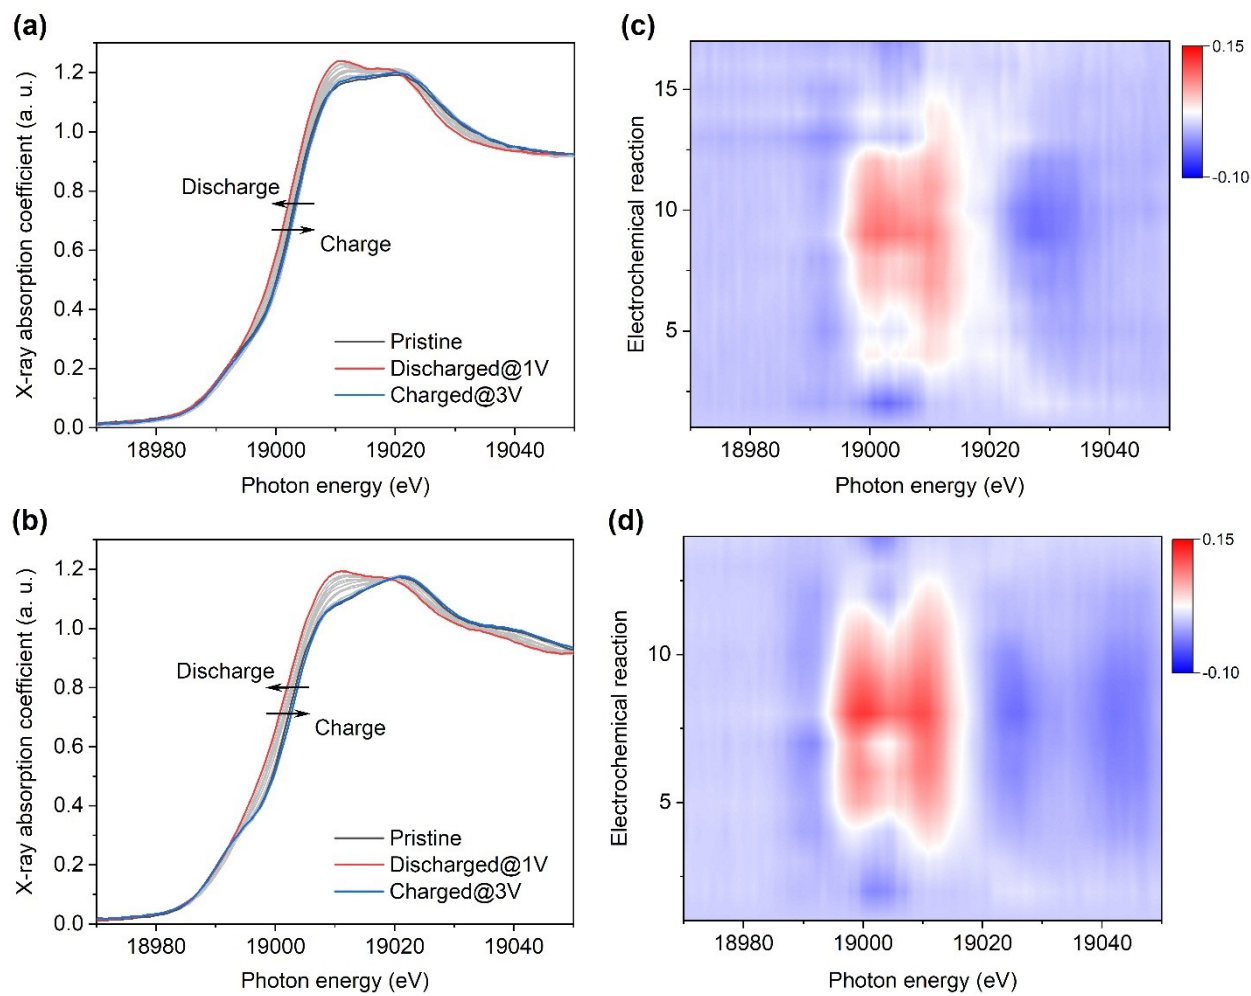 (a)
X-ray absorption coefficient (a. u.)
1.2
1.0
0.8
0.6
0.4
0.2
0.0
Discharge
Charge
Pristine
Discharged@1V
Charged@3V
18980
19000
19020
19040
Photon energy (eV)
(c)
Electrochemical reaction
15
10
5
18980
19000
19020
19040
Photon energy (eV)
0.15
-0.10
(b)
X-ray absorption coefficient (a. u.)
1.2
1.0
0.8
0.6
0.4
0.2
0.0
Discharge
Charge
Pristine
Discharged@1V
Charged@3V
18980
19000
19020
19040
Photon energy (eV)
(d)
Electrochemical reaction
10
5
18980
19000
19020
19040
Photon energy (eV)
0.15
-0.10